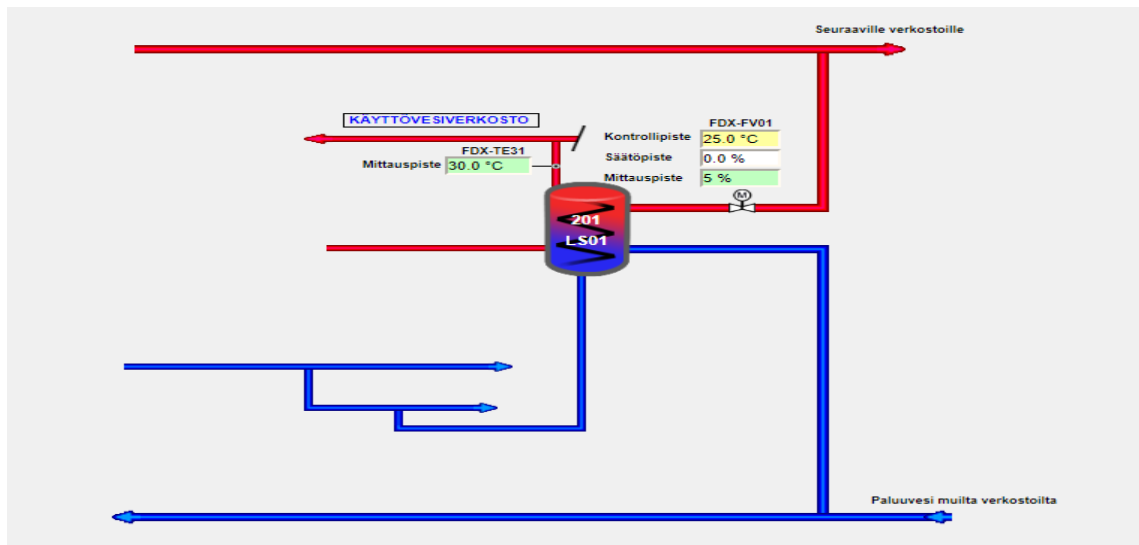 Seuraaville verkostoille
KÄYTTÖVESIVERKOSTO
FDX-FV01
Kontrollipiste 25.0 °C
FDX-TE31
Säätöpiste 0.0 %
Mittauspiste 30.0 °C
Mittauspiste 5 %
M
201
LS01
Paluuvesi muilta verkostoilta